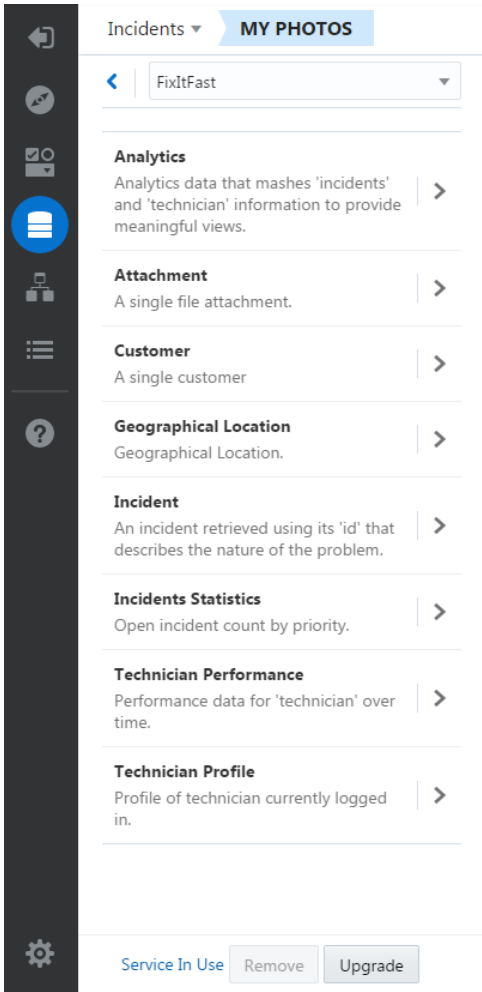 Incidents MY PHOTOS
FixItFast
Analytics
Analytics data that mashes 'incidents'
and 'technician' information to provide
meaningful views.
Attachment
A single file attachment.
Customer
A single customer
Geographical Location
Geographical Location.
Incident
An incident retrieved using its 'id' that
describes the nature of the problem.
Incidents Statistics
Open incident count by priority.
Technician Performance
Performance data for 'technician' over
time.
Technician Profile
Profile of technician currently logged
in.
Service In Use Remove Upgrade